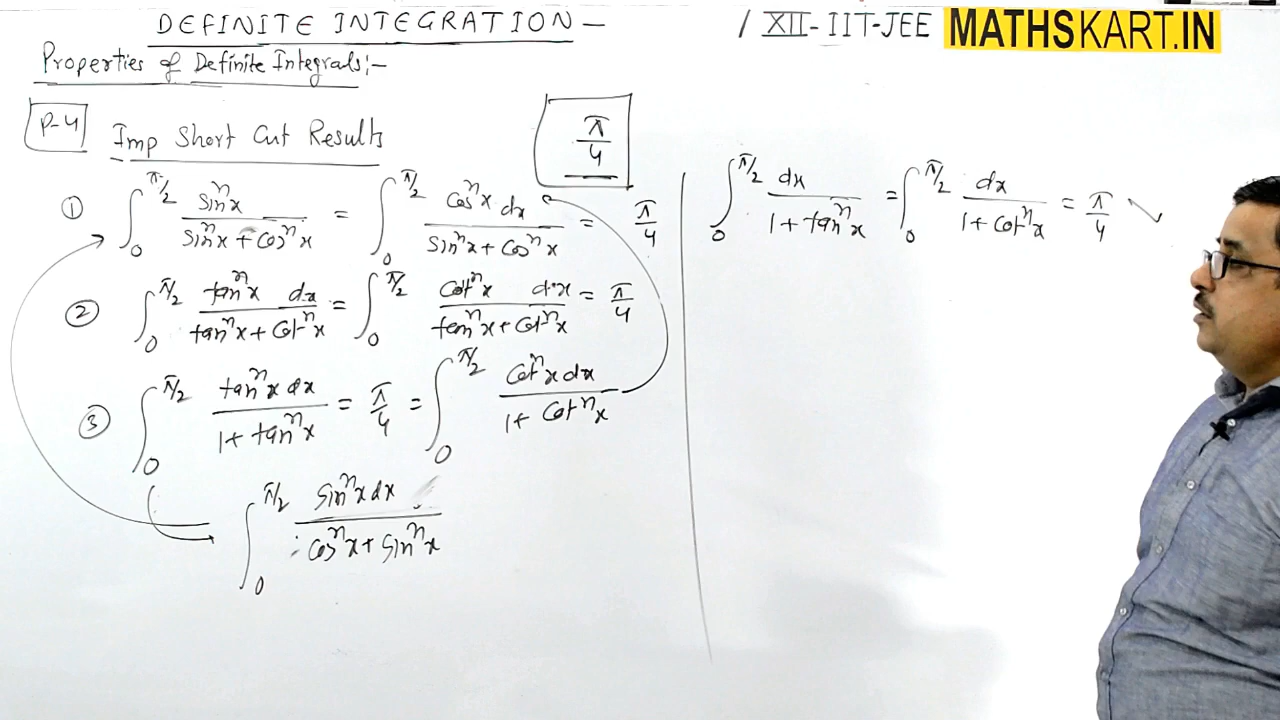 DEFINITE INTEGRATION –
/ XII - IIT-JEE MATHSKART.IN
Properties of Definite Integrals:-
P-4 Imp Short Cut Results
π/4
① ∫₀^{π/2} sinⁿx / (sinⁿx + cosⁿx) = ∫₀^{π/2} cosⁿx dx / (sinⁿx + cosⁿx) = π/4
② ∫₀^{π/2} tanⁿx dx / (tanⁿx + cotⁿx) = ∫₀^{π/2} cotⁿx dx / (tanⁿx + cotⁿx) = π/4
③ ∫₀^{π/2} tanⁿx dx / (1 + tanⁿx) = π/4 = ∫₀^{π/2} cotⁿx dx / (1 + cotⁿx)
∫₀^{π/2} sinⁿx dx / (cosⁿx + sinⁿx)
∫₀^{π/2} dx / (1 + tanⁿx) = ∫₀^{π/2} dx / (1 + cotⁿx) = π/4